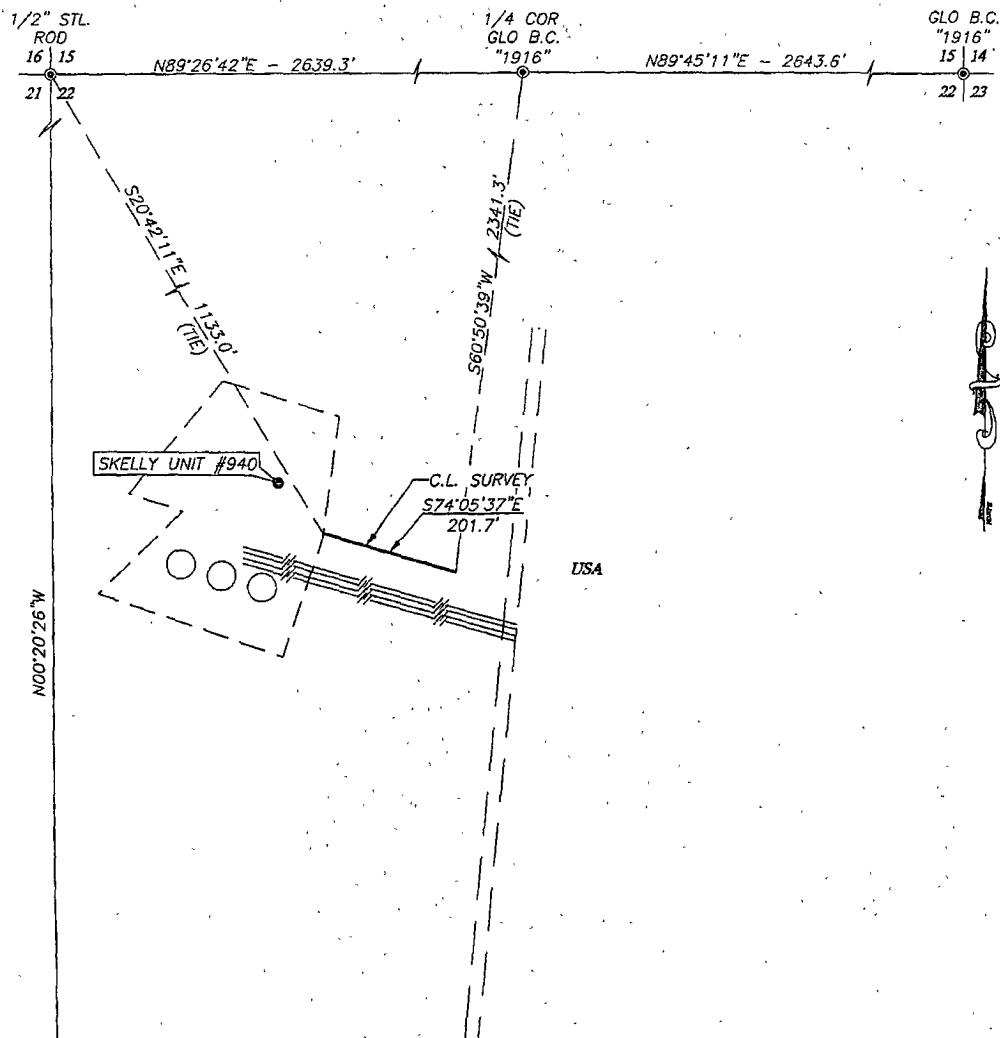 1/2" STL.
ROD
16 15
21 22
N89°26'42"E - 2639.3'
1/4 COR
GLO B.C.
"1916"
N89°45'11"E - 2643.6'
GLO B.C.
"1916"
15 14
22 23
S20°42'11"E
1133.0'
(TIE)
S60°50'39"W
2341.3'
(TIE)
SKELLY UNIT #940
C.L. SURVEY
S74°05'37"E
201.7'
USA
N00°20'26"W